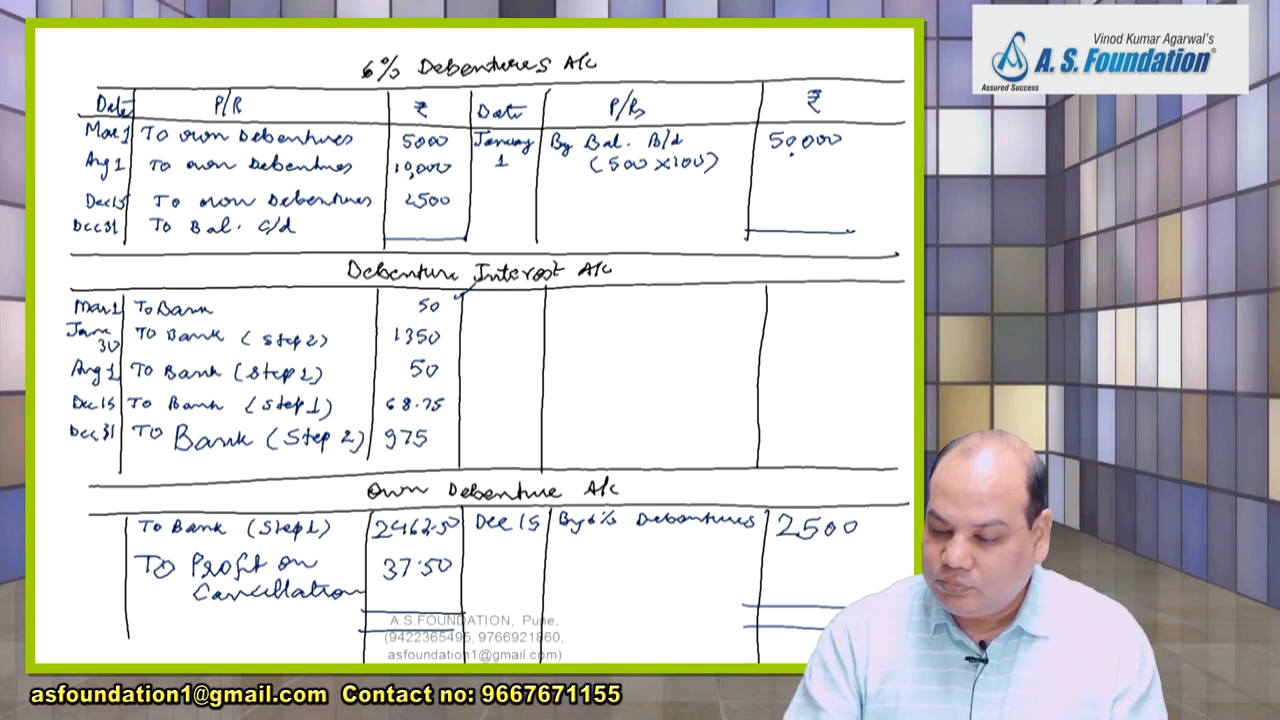 Vinod Kumar Agarwal's
A. S. Foundation
Assured Success
6% Debentures A/c
Date P/R ₹ Date P/Rs ₹
Mar 1 To own Debentures 5000 January 1 By Bal. B/d 50,000
(500 × 100)
Aug 1 To own Debentures 10,000
Dec 15 To own Debentures 2500
Dec 31 To Bal. c/d
Debenture Interest A/c
Mar 1 To Bank 50
June 30 To Bank (Step 2) 1350
Aug 1 To Bank (Step 1) 50
Dec 15 To Bank (Step 1) 68.75
Dec 31 To Bank (Step 2) 975
Own Debenture A/c
To Bank (Step 1) 2462.50 Dec 15 By 6% Debentures 2500
To Profit on 37.50
Cancellation
A.S.FOUNDATION, Pune,
(9422365495, 9766921860,
asfoundation1@gmail.com)
asfoundation1@gmail.com Contact no: 9667671155